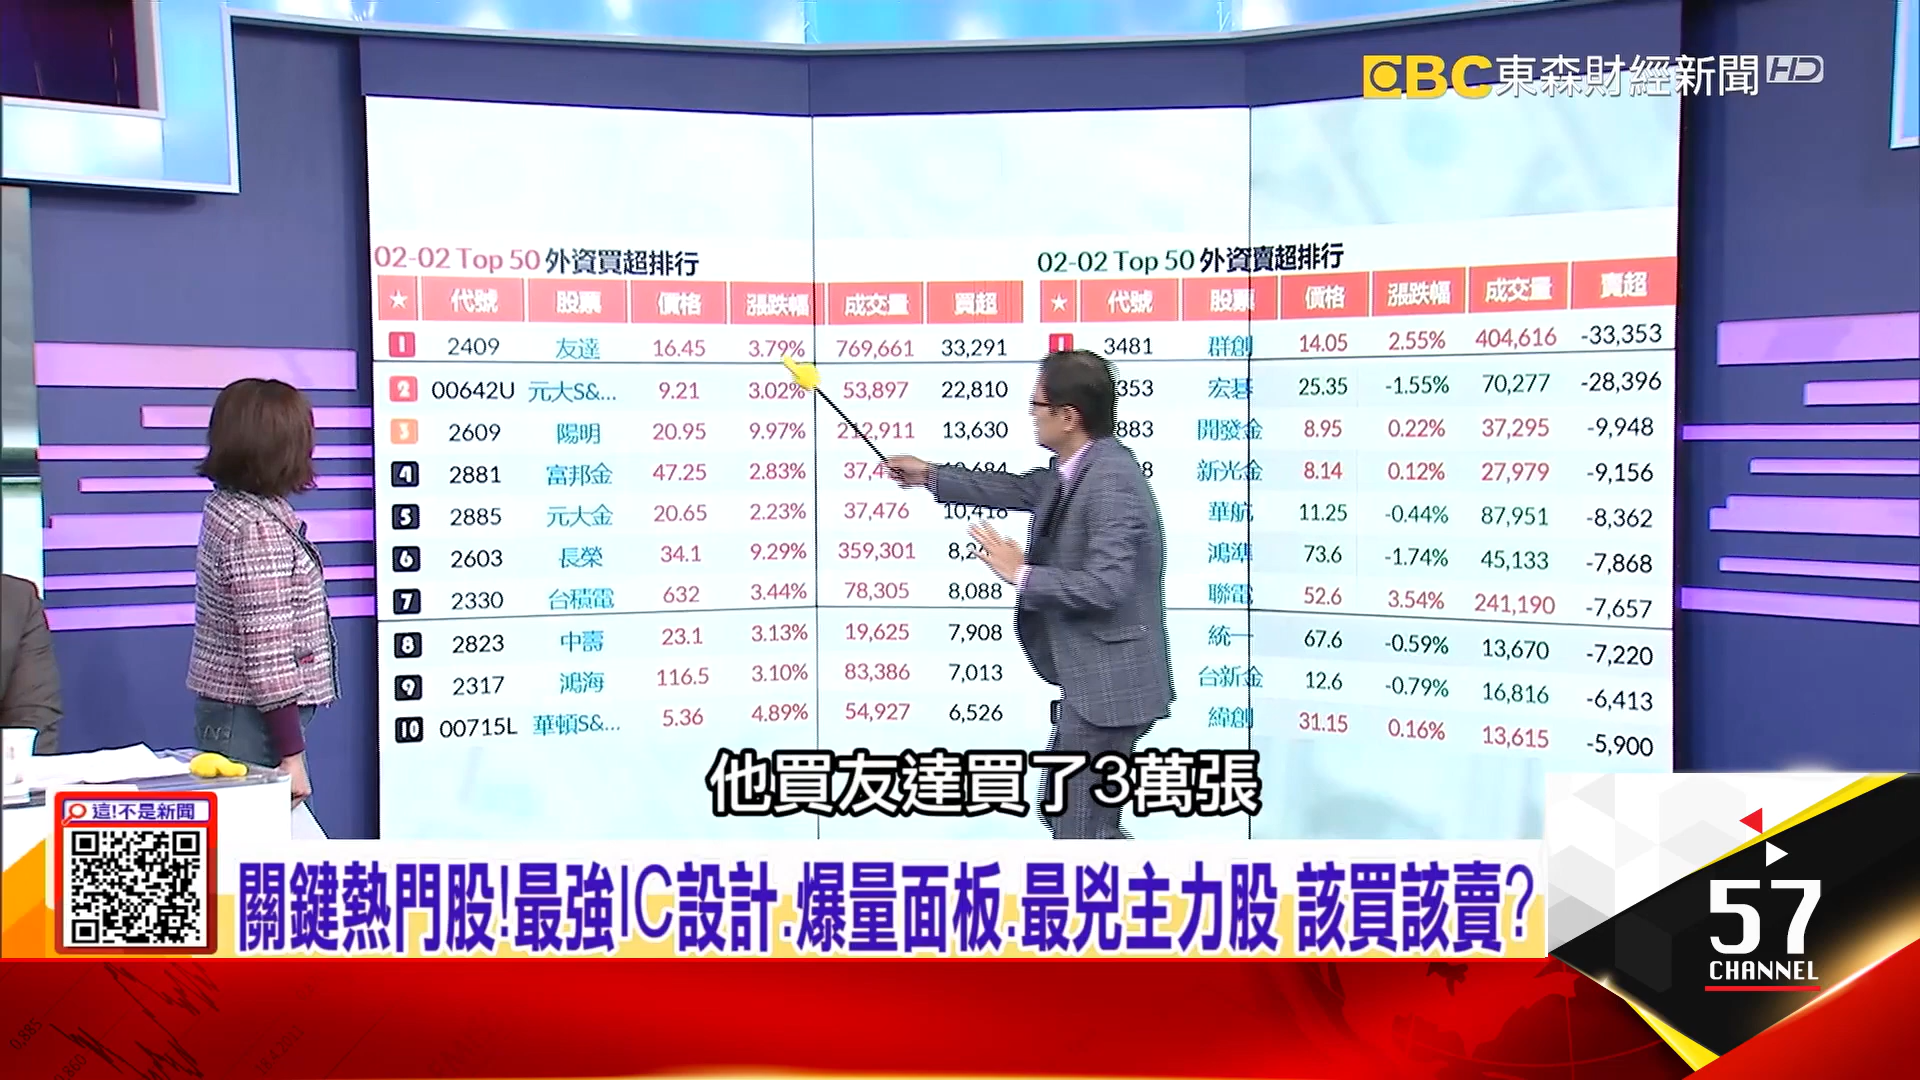 EBC東森財經新聞HD
02-02 Top 50 外資買超排行
★ 代號 股票 價格 漲跌幅 成交量 買超
1 2409 友達 16.45 3.79% 769,661 33,291
2 00642U 元大S&... 9.21 3.02% 53,897 22,810
3 2609 陽明 20.95 9.97% 212,911 13,630
4 2881 富邦金 47.25 2.83%
5 2885 元大金 20.65 2.23% 37,476 10,418
6 2603 長榮 34.1 9.29% 359,301
7 2330 台積電 632 3.44% 78,305 8,088
8 2823 中壽 23.1 3.13% 19,625 7,908
9 2317 鴻海 116.5 3.10% 83,386 7,013
10 00715L 華頓S&... 5.36 4.89% 54,927 6,526
02-02 Top 50 外資賣超排行
★ 代號 股票 價格 漲跌幅 成交量 賣超
1 3481 群創 14.05 2.55% 404,616 -33,353
353 宏碁 25.35 -1.55% 70,277 -28,396
883 開發金 8.95 0.22% 37,295 -9,948
8 新光金 8.14 0.12% 27,979 -9,156
華航 11.25 -0.44% 87,951 -8,362
鴻準 73.6 -1.74% 45,133 -7,868
聯電 52.6 3.54% 241,190 -7,657
統一 67.6 -0.59% 13,670 -7,220
台新金 12.6 -0.79% 16,816 -6,413
緯創 31.15 0.16% 13,615 -5,900
他買友達買了3萬張
這!不是新聞
關鍵熱門股!最強IC設計.爆量面板.最兇主力股 該買該賣?
57
CHANNEL